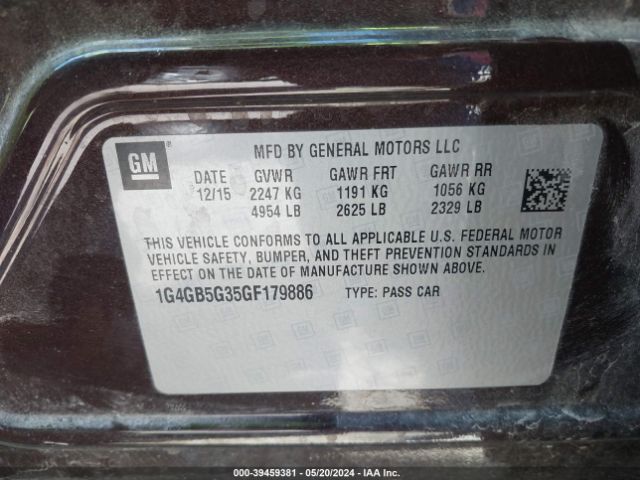 GM®
MFD BY GENERAL MOTORS LLC
DATE GVWR GAWR FRT GAWR RR
12/15 2247 KG 1191 KG 1056 KG
4954 LB 2625 LB 2329 LB
THIS VEHICLE CONFORMS TO ALL APPLICABLE U.S. FEDERAL MOTOR
VEHICLE SAFETY, BUMPER, AND THEFT PREVENTION STANDARDS IN
EFFECT ON THE DATE OF MANUFACTURE SHOWN ABOVE.
1G4GB5G35GF179886 TYPE: PASS CAR
000-39459381 - 05/20/2024 - IAA Inc.